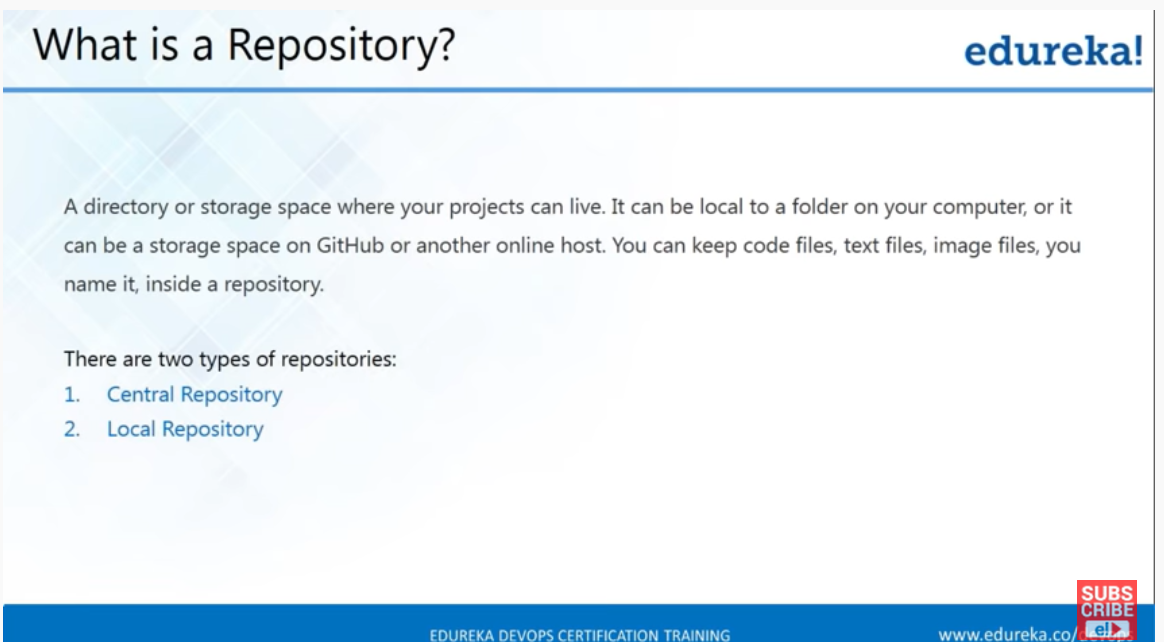 What is a Repository?
edureka!
A directory or storage space where your projects can live. It can be local to a folder on your computer, or it
can be a storage space on GitHub or another online host. You can keep code files, text files, image files, you
name it, inside a repository.
There are two types of repositories:
1. Central Repository
2. Local Repository
SUBS
CRIBE
e!
EDUREKA DEVOPS CERTIFICATION TRAINING
www.edureka.co/devops